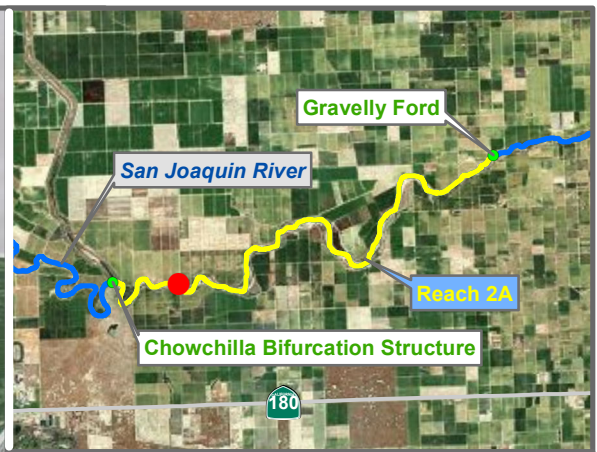 Gravelly Ford
San Joaquin River
Reach 2A
Chowchilla Bifurcation Structure
180